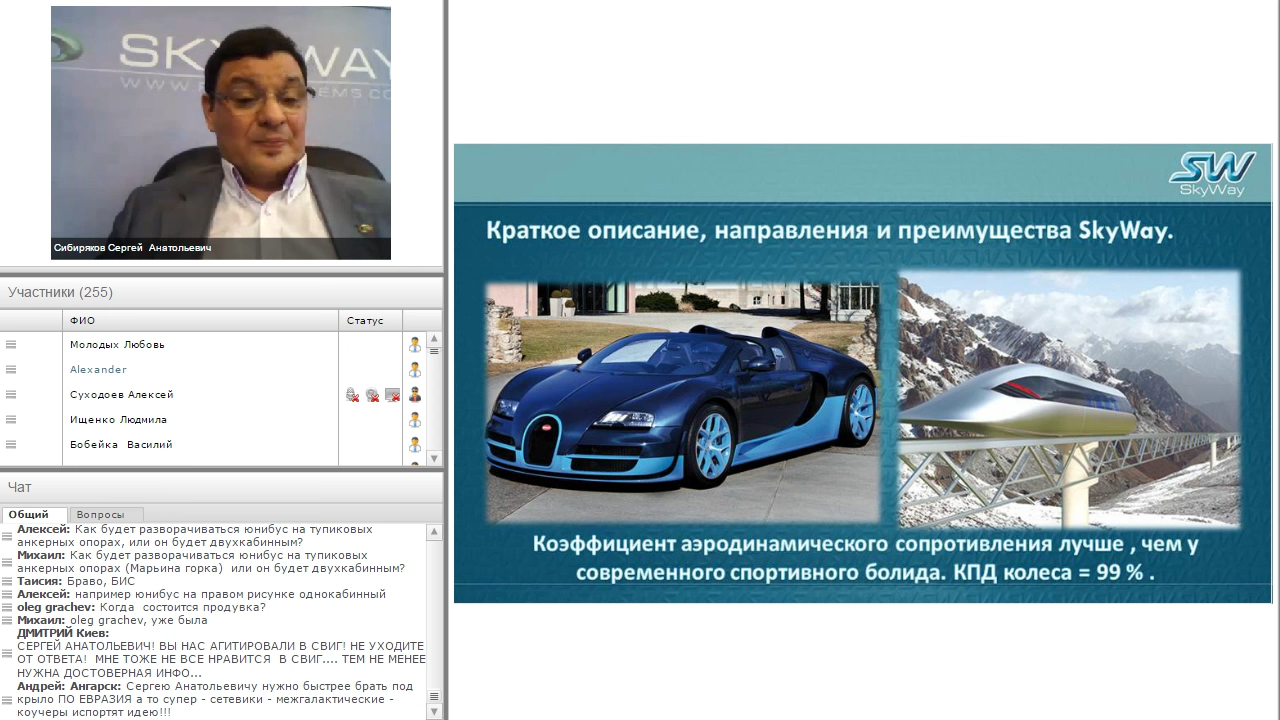 SKYWAY
WWW.
EMS.CO
Сибиряков Сергей Анатольевич
Участники (255)
ФИО
Статус
Молодых Любовь
Alexander
Суходоев Алексей
Ищенко Людмила
Бобейка Василий
Чат
Общий
Вопросы
Алексей: Как будет разворачиваться юнибус на тупиковых
анкерных опорах, или он будет двухкабинным?
Михаил: Как будет разворачиваться юнибус на тупиковых
анкерных опорах (Марьина горка) или он будет двухкабинным?
Таисия: Браво, БИС
Алексей: например юнибус на правом рисунке однокабинный
oleg grachev: Когда состоится продувка?
Михаил: oleg grachev, уже была
ДМИТРИЙ Киев:
СЕРГЕЙ АНАТОЛЬЕВИЧ! ВЫ НАС АГИТИРОВАЛИ В СВИГ! НЕ УХОДИТЕ
ОТ ОТВЕТА! МНЕ ТОЖЕ НЕ ВСЕ НРАВИТСЯ В СВИГ.... ТЕМ НЕ МЕНЕЕ
НУЖНА ДОСТОВЕРНАЯ ИНФО...
Андрей: Ангарск: Сергею Анатольевичу нужно быстрее брать под
крыло ПО ЕВРАЗИЯ а то супер - сетевики - межгалактические -
коучеры испортят идею!!!
SW
SkyWay
Краткое описание, направления и преимущества SkyWay.
Коэффициент аэродинамического сопротивления лучше , чем у
современного спортивного болида. КПД колеса = 99 % .